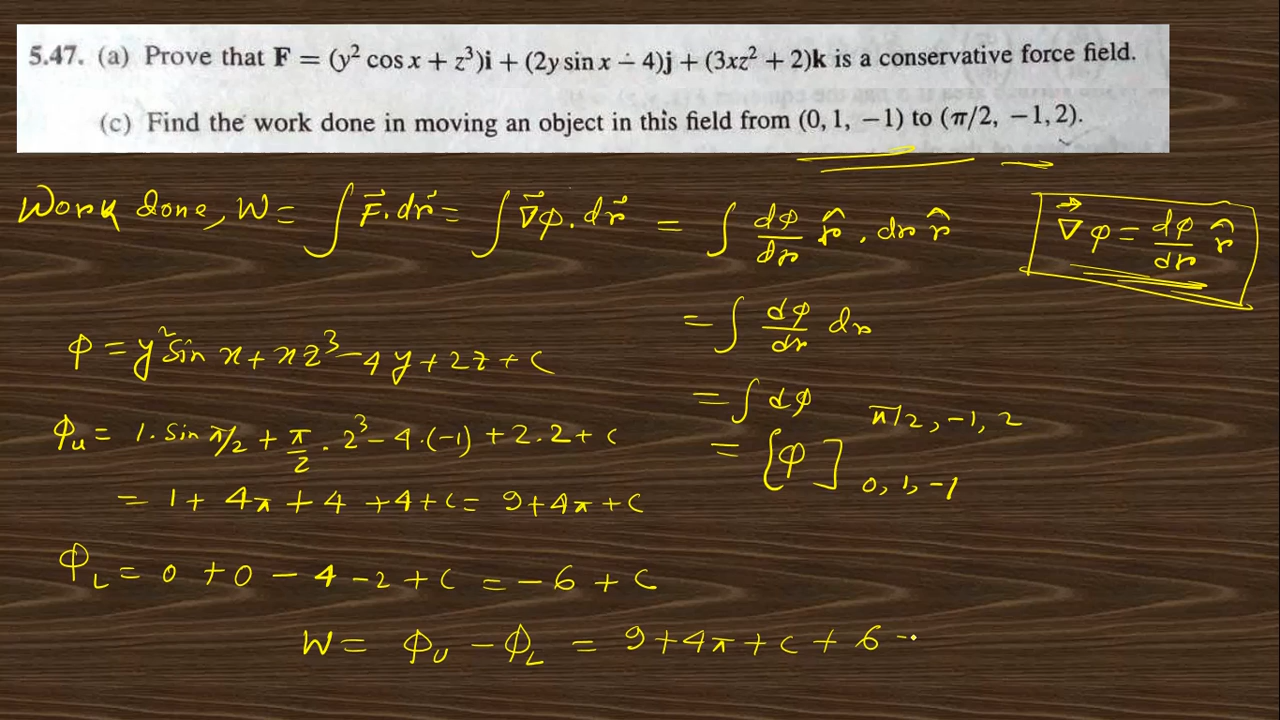 5.47. (a) Prove that F = (y² cos x + z³)i + (2y sin x − 4)j + (3xz² + 2)k is a conservative force field.
(c) Find the work done in moving an object in this field from (0, 1, −1) to (π/2, −1, 2).
Work done, W = ∫ F⃗ . dr⃗ = ∫ ∇⃗φ . dr⃗ = ∫ dφ/dr r̂ . dr r̂
∇⃗φ = dφ/dr r̂
= ∫ dφ/dr dr
φ = y² sin x + xz³ − 4y + 2z + c
= ∫ dφ
= [φ] π/2, −1, 2
0, 1, −1
φu = 1. sin π/2 + π/2 . 2³ − 4.(−1) + 2.2 + c
= 1 + 4π + 4 + 4 + c = 9 + 4π + c
φL = 0 + 0 − 4 − 2 + c = −6 + c
W = φu − φL = 9 + 4π + c + 6 −